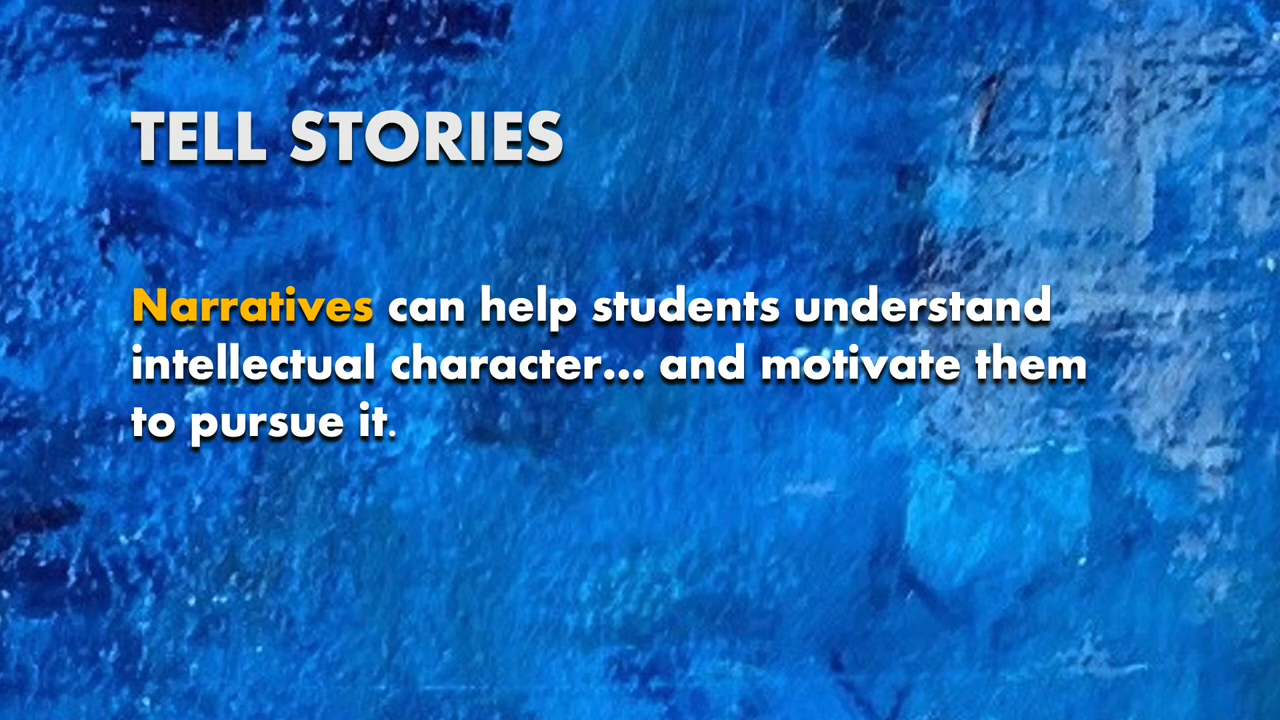 TELL STORIES
Narratives can help students understand
intellectual character... and motivate them
to pursue it.